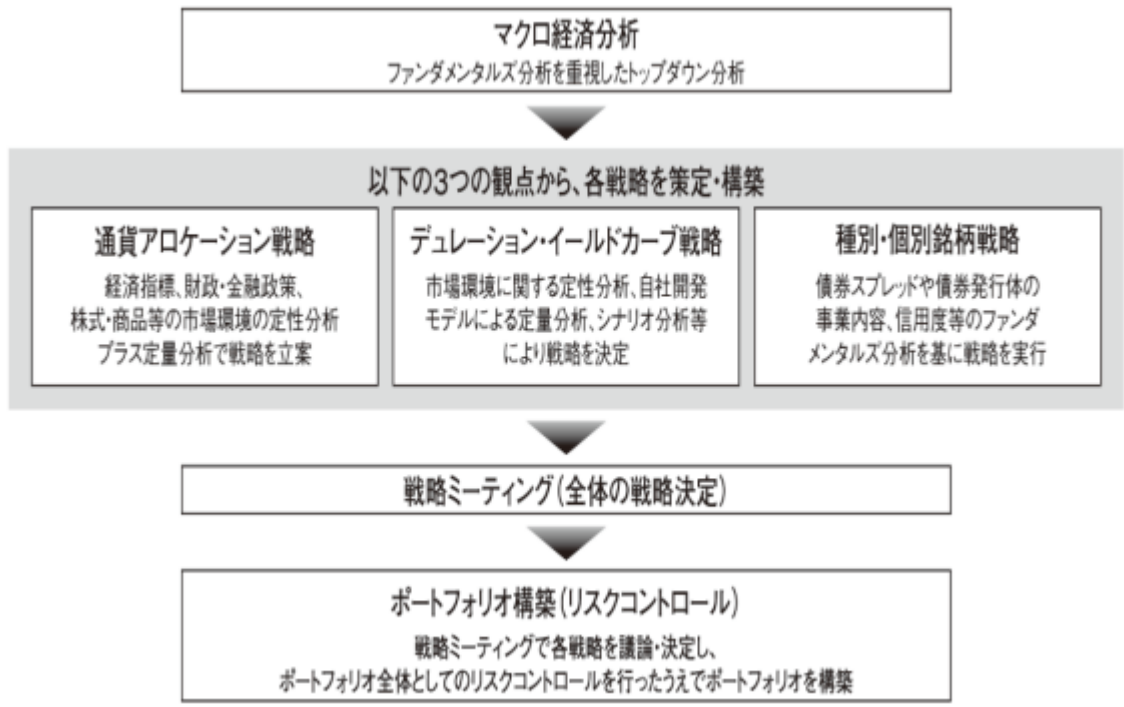 マクロ経済分析
ファンダメンタルズ分析を重視したトップダウン分析
以下の3つの観点から、各戦略を策定・構築
通貨アロケーション戦略
経済指標、財政・金融政策、
株式・商品等の市場環境の定性分析
プラス定量分析で戦略を立案
デュレーション・イールドカーブ戦略
市場環境に関する定性分析、自社開発
モデルによる定量分析、シナリオ分析等
により戦略を決定
種別・個別銘柄戦略
債券スプレッドや債券発行体の
事業内容、信用度等のファンダ
メンタルズ分析を基に戦略を実行
戦略ミーティング(全体の戦略決定)
ポートフォリオ構築(リスクコントロール)
戦略ミーティングで各戦略を議論・決定し、
ポートフォリオ全体としてのリスクコントロールを行ったうえでポートフォリオを構築